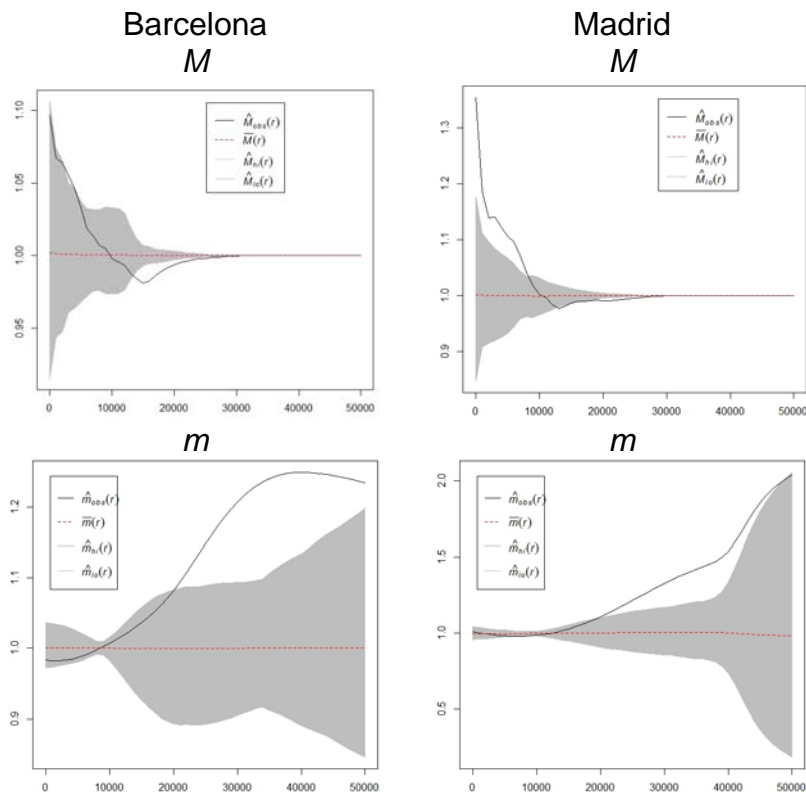 Barcelona
M
1.10
1.05
1.00
0.95
M̂obs(r)
M̄(r)
M̂hi(r)
M̂lo(r)
0 10000 20000 30000 40000 50000
Madrid
M
1.3
1.2
1.1
1.0
0.9
M̂obs(r)
M̄(r)
M̂hi(r)
M̂lo(r)
0 10000 20000 30000 40000 50000
m
1.2
1.1
1.0
0.9
m̂obs(r)
m̄(r)
m̂hi(r)
m̂lo(r)
0 10000 20000 30000 40000 50000
m
2.0
1.5
1.0
0.5
m̂obs(r)
m̄(r)
m̂hi(r)
m̂lo(r)
0 10000 20000 30000 40000 50000